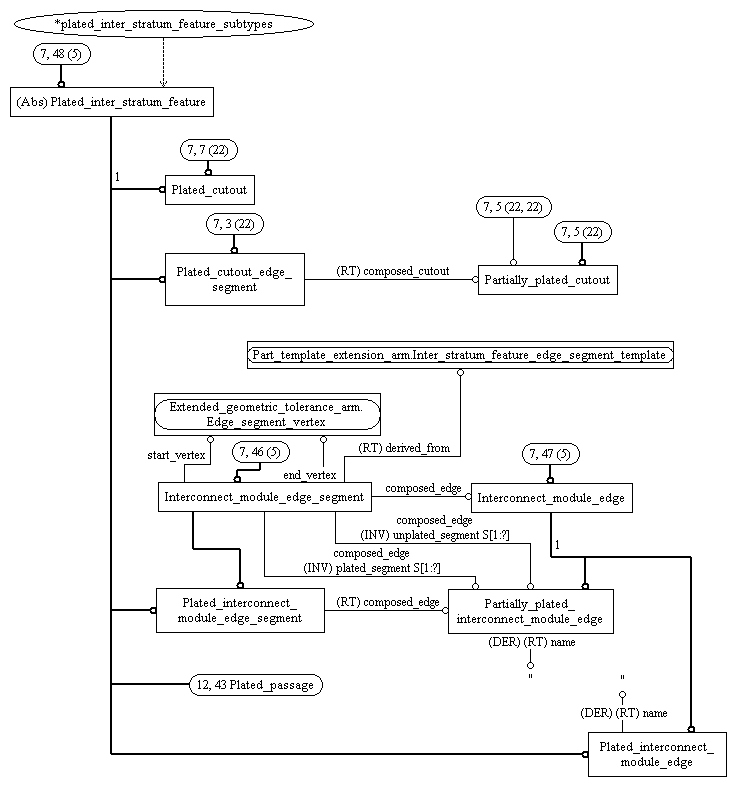 *plated_inter_stratum_feature_subtypes
7, 48 (5)
(Abs) Plated_inter_stratum_feature
7, 7 (22)
1
Plated_cutout
7, 3 (22)
7, 5 (22, 22)
7, 5 (22)
Plated_cutout_edge_
segment
(RT) composed_cutout
Partially_plated_cutout
Part_template_extension_arm.Inter_stratum_feature_edge_segment_template
Extended_geometric_tolerance_arm.
Edge_segment_vertex
start_vertex
7, 46 (5)
end_vertex
(RT) derived_from
7, 47 (5)
Interconnect_module_edge_segment
composed_edge
Interconnect_module_edge
composed_edge
(INV) unplated_segment S[1:?]
1
composed_edge
(INV) plated_segment S[1:?]
Plated_interconnect_
module_edge_segment
(RT) composed_edge
Partially_plated_
interconnect_module_edge
(DER) (RT) name
"
12, 43 Plated_passage
"
(DER) (RT) name
Plated_interconnect_
module_edge